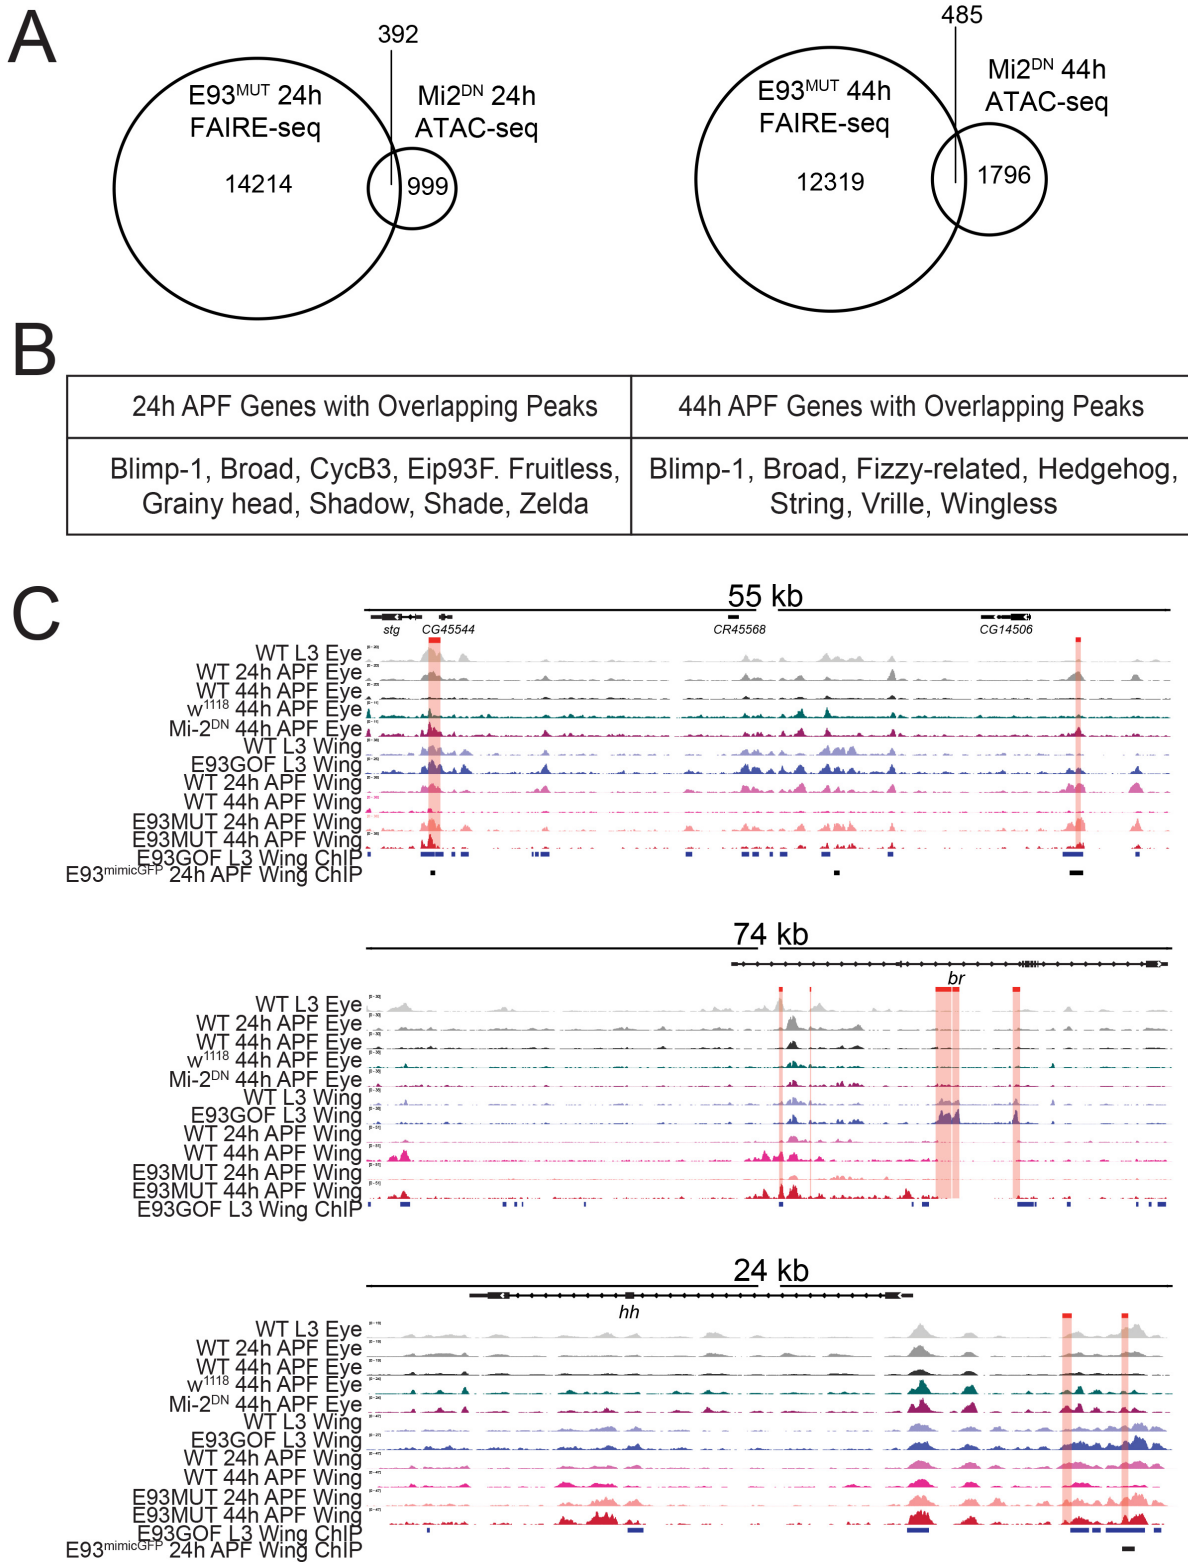 A
392
E93MUT 24h
FAIRE-seq
Mi2DN 24h
ATAC-seq
14214
999
485
E93MUT 44h
FAIRE-seq
Mi2DN 44h
ATAC-seq
12319
1796
B
24h APF Genes with Overlapping Peaks
44h APF Genes with Overlapping Peaks
Blimp-1, Broad, CycB3, Eip93F. Fruitless,
Grainy head, Shadow, Shade, Zelda
Blimp-1, Broad, Fizzy-related, Hedgehog,
String, Vrille, Wingless
C
55 kb
stg CG45544 CR45568 CG14506
WT L3 Eye
WT 24h APF Eye
WT 44h APF Eye
w1118 44h APF Eye
Mi-2DN 44h APF Eye
WT L3 Wing
E93GOF L3 Wing
WT 24h APF Wing
WT 44h APF Wing
E93MUT 24h APF Wing
E93MUT 44h APF Wing
E93GOF L3 Wing ChIP
E93mimicGFP 24h APF Wing ChIP
74 kb
br
WT L3 Eye
WT 24h APF Eye
WT 44h APF Eye
w1118 44h APF Eye
Mi-2DN 44h APF Eye
WT L3 Wing
E93GOF L3 Wing
WT 24h APF Wing
WT 44h APF Wing
E93MUT 24h APF Wing
E93MUT 44h APF Wing
E93GOF L3 Wing ChIP
24 kb
hh
WT L3 Eye
WT 24h APF Eye
WT 44h APF Eye
w1118 44h APF Eye
Mi-2DN 44h APF Eye
WT L3 Wing
E93GOF L3 Wing
WT 24h APF Wing
WT 44h APF Wing
E93MUT 24h APF Wing
E93MUT 44h APF Wing
E93GOF L3 Wing ChIP
E93mimicGFP 24h APF Wing ChIP